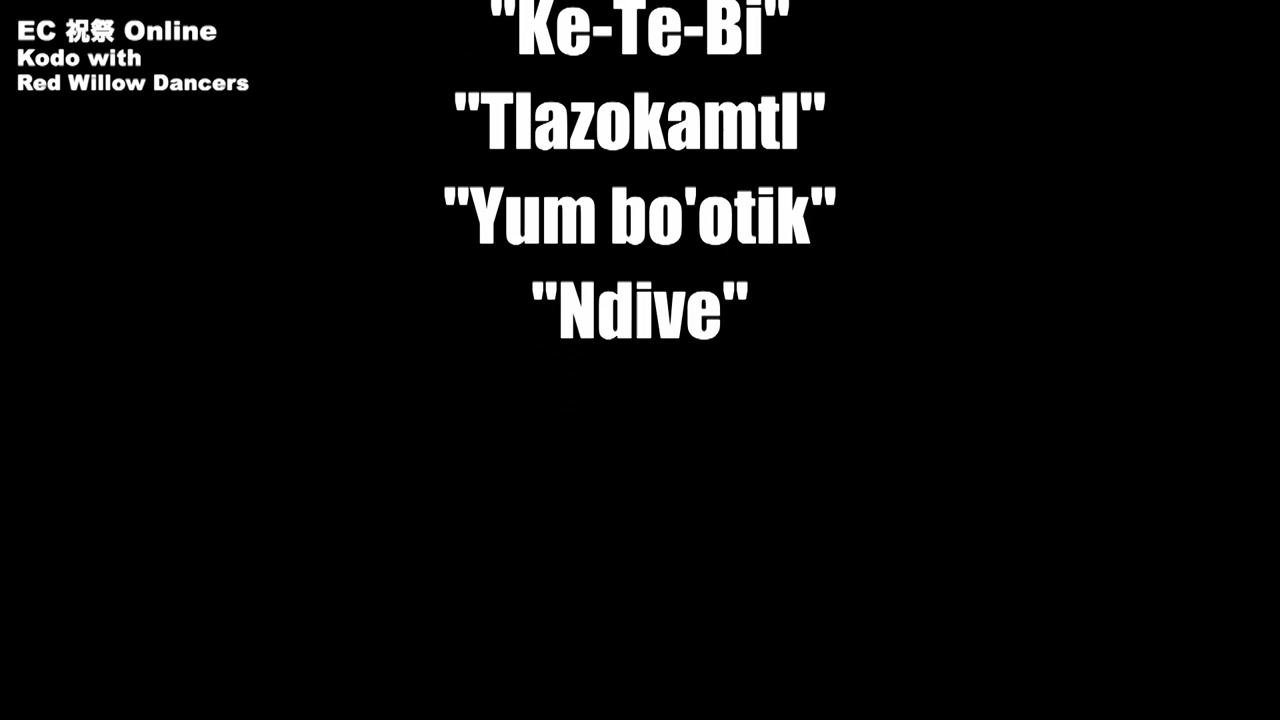 EC 祝祭 Online
Kodo with
Red Willow Dancers
"Ke-Te-Bi"
"Tlazokamtl"
"Yum bo'otik"
"Ndive"